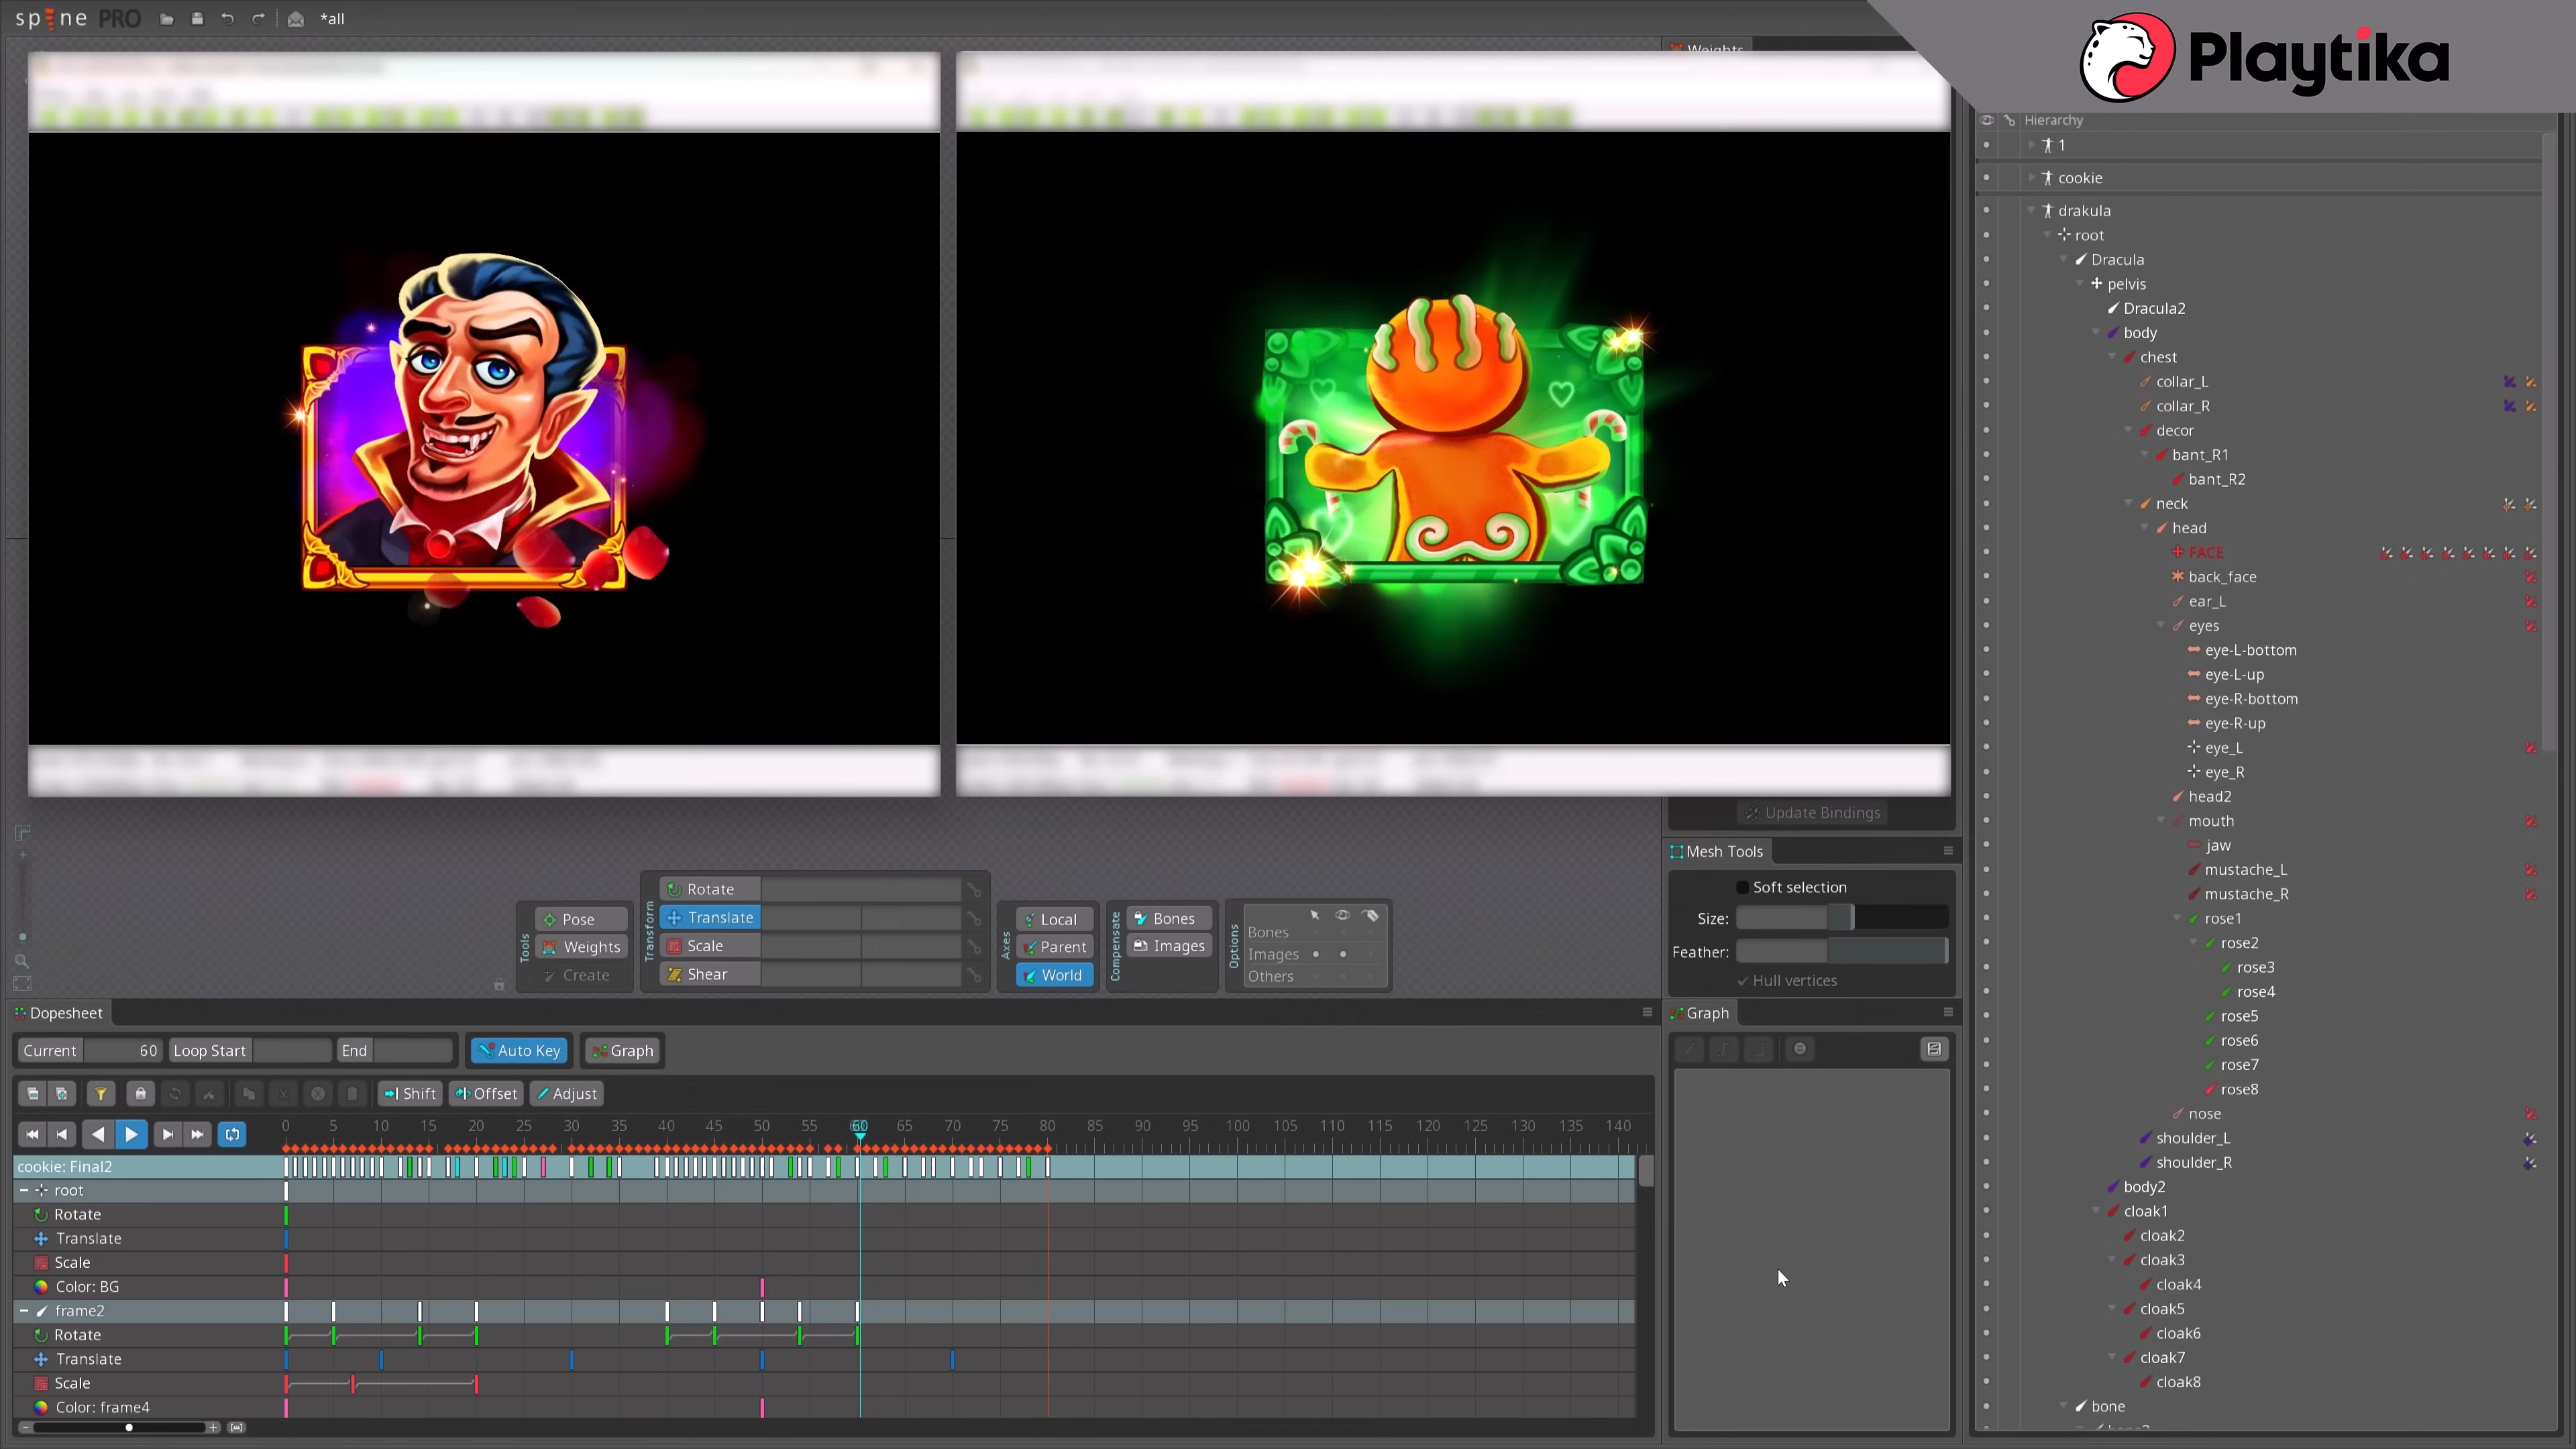 spine PRO
*all
Weights
Playtika
Hierarchy
1
cookie
drakula
root
Dracula
pelvis
Dracula2
body
chest
collar_L
collar_R
decor
bant_R1
bant_R2
neck
head
FACE
back_face
ear_L
eyes
eye-L-bottom
eye-L-up
eye-R-bottom
eye-R-up
eye_L
eye_R
head2
mouth
jaw
mustache_L
mustache_R
rose1
rose2
rose3
rose4
rose5
rose6
rose7
rose8
nose
shoulder_L
shoulder_R
body2
cloak1
cloak2
cloak3
cloak4
cloak5
cloak6
cloak7
cloak8
bone
Update Bindings
Mesh Tools
Soft selection
Size:
Feather:
Hull vertices
Tools
Pose
Weights
Create
Transform
Rotate
Translate
Scale
Shear
Axes
Local
Parent
World
Compensate
Bones
Images
Options
Bones
Images
Others
Dopesheet
Graph
Current 60 Loop Start End Auto Key Graph
Shift Offset Adjust
0 5 10 15 20 25 30 35 40 45 50 55 60 65 70 75 80 85 90 95 100 105 110 115 120 125 130 135 140
cookie: Final2
root
Rotate
Translate
Scale
Color: BG
frame2
Rotate
Translate
Scale
Color: frame4